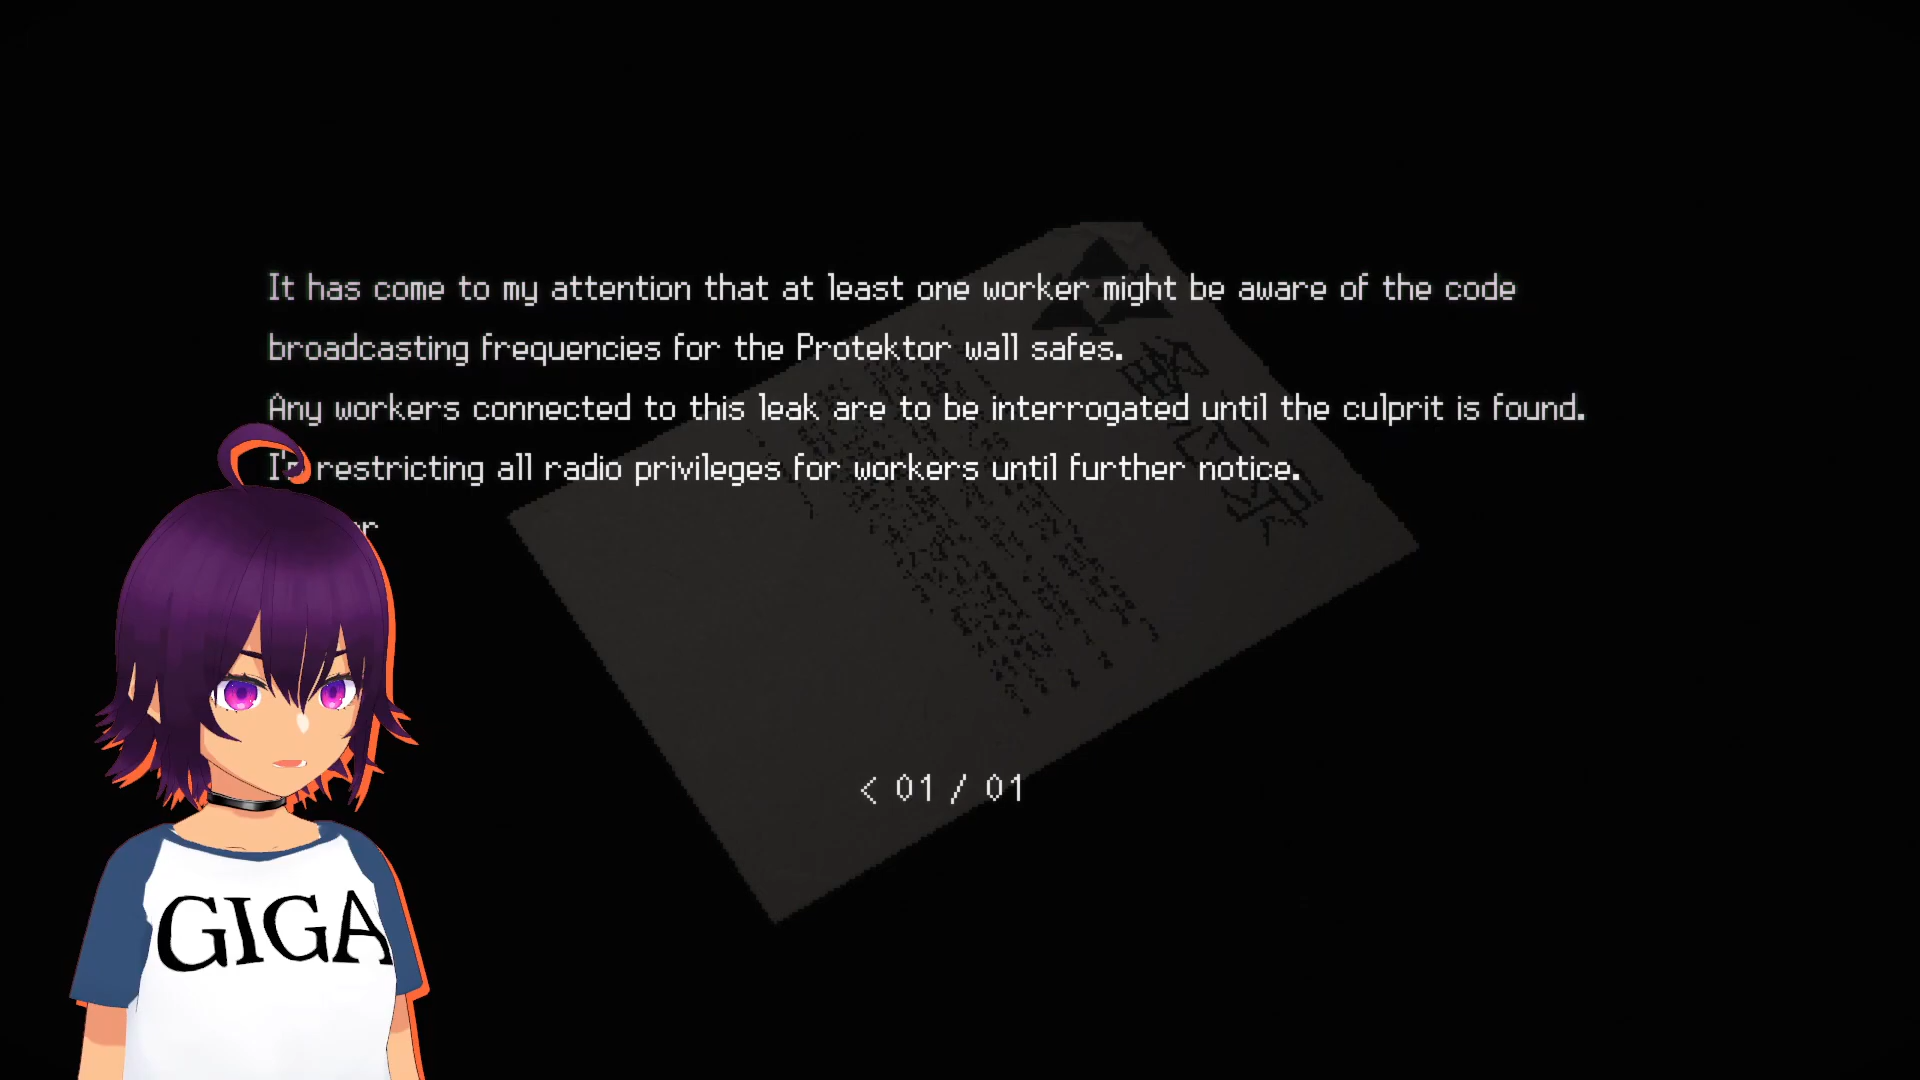 It has come to my attention that at least one worker might be aware of the code
broadcasting frequencies for the Protektor wall safes.
Any workers connected to this leak are to be interrogated until the culprit is found.
restricting all radio privileges for workers until further notice.
< 01 / 01
GIGA